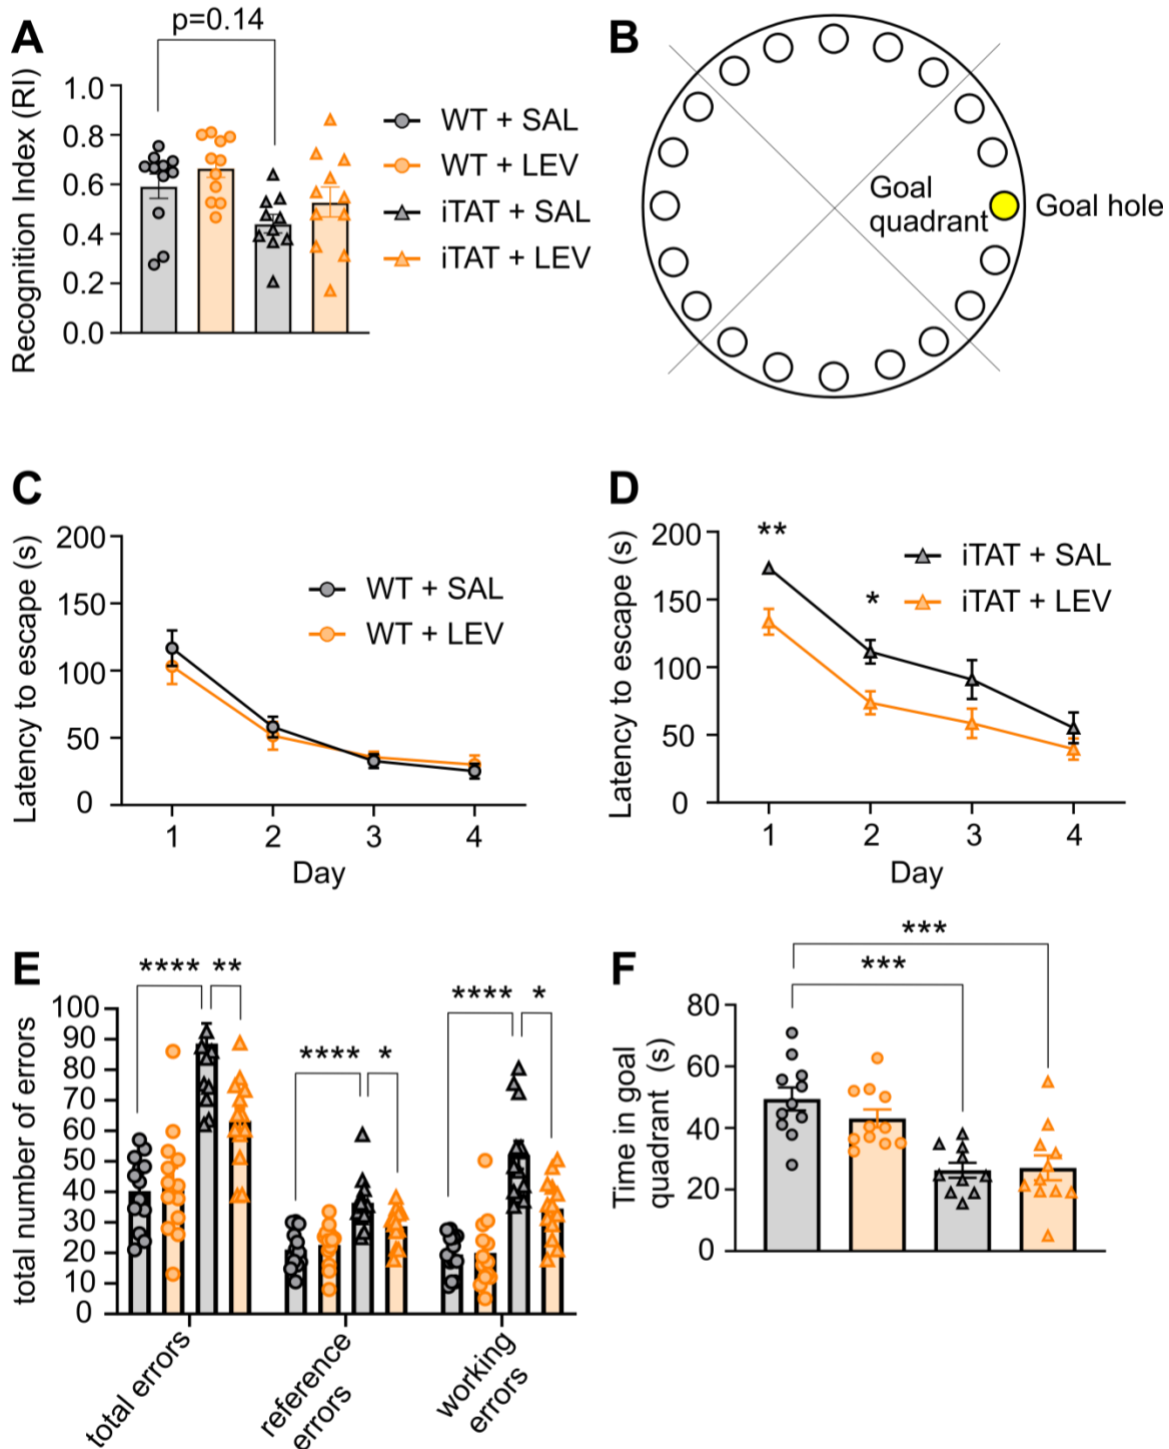 A
p=0.14
Recognition Index (RI)
1.0
0.8
0.6
0.4
0.2
0.0
WT + SAL
WT + LEV
iTAT + SAL
iTAT + LEV
B
Goal
quadrant
Goal hole
C
Latency to escape (s)
200
150
100
50
0
WT + SAL
WT + LEV
1 2 3 4
Day
D
Latency to escape (s)
200
150
100
50
0
**
*
iTAT + SAL
iTAT + LEV
1 2 3 4
Day
E
total number of errors
100
90
80
70
60
50
40
30
20
10
0
**** **
**** *
**** *
total errors
reference
errors
working
errors
F
Time in goal
quadrant (s)
80
60
40
20
0
***
***